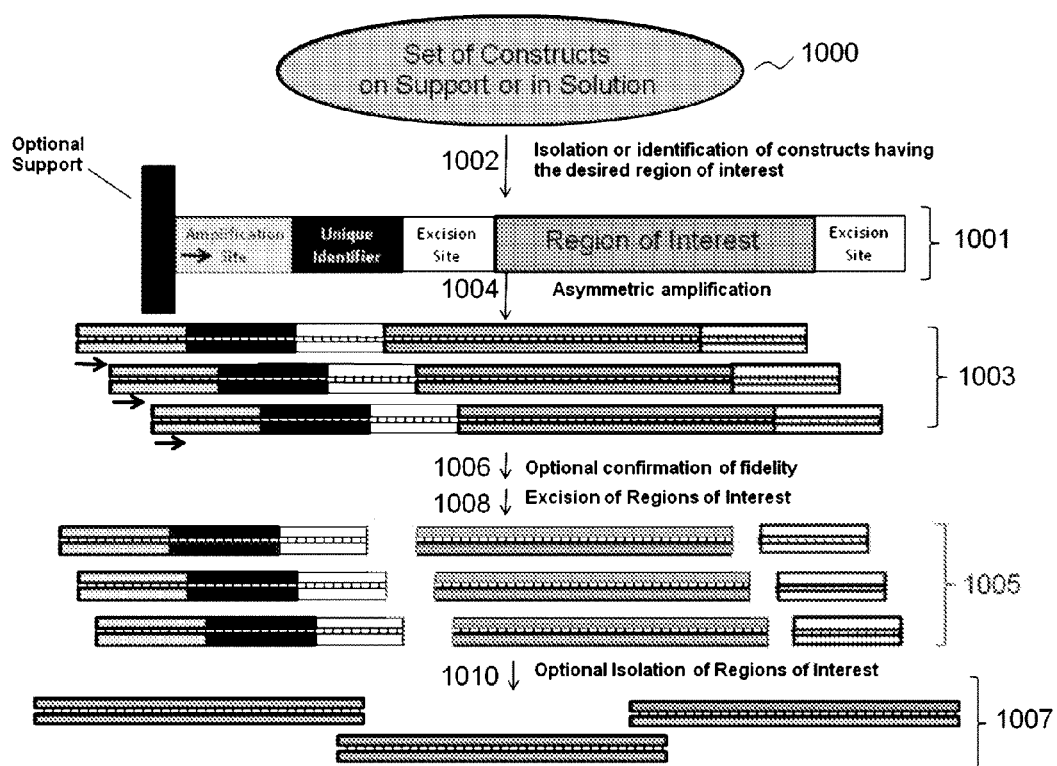 Set of Constructs
on Support or in Solution
1000
Optional
Support
1002
Isolation or identification of constructs having
the desired region of interest
Amplification
Site
Unique
Identifier
Excision
Site
Region of Interest
Excision
Site
1001
1004
Asymmetric amplification
1003
1006
Optional confirmation of fidelity
1008
Excision of Regions of Interest
1005
1010
Optional Isolation of Regions of Interest
1007